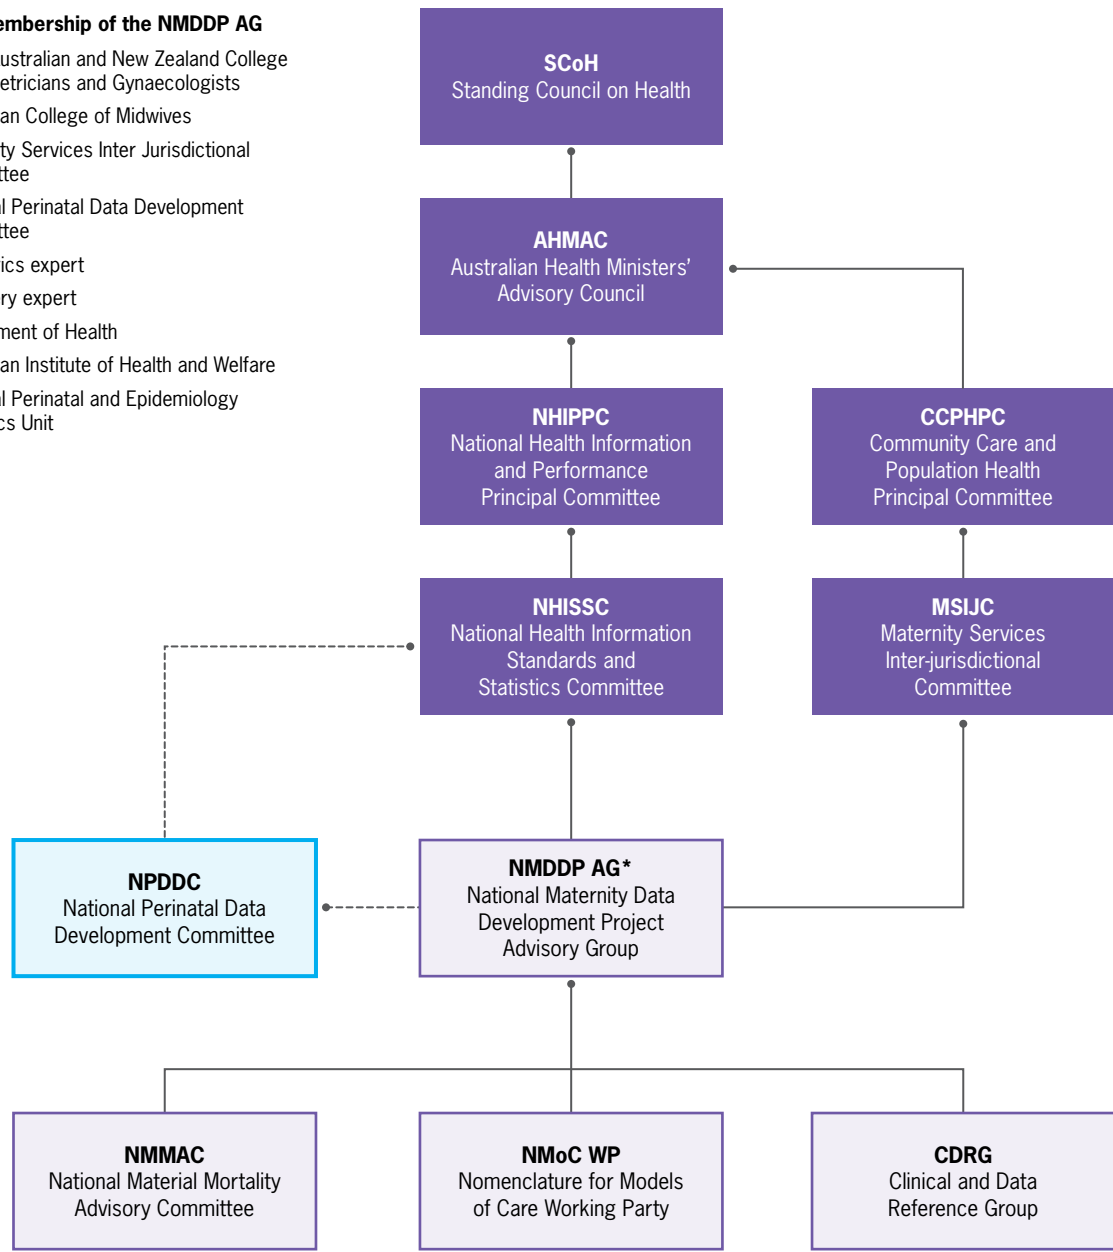 embership of the NMDDP AG
ustralian and New Zealand College
etricians and Gynaecologists
an College of Midwives
ty Services Inter Jurisdictional
ttee
al Perinatal Data Development
ttee
ics expert
ry expert
ment of Health
an Institute of Health and Welfare
al Perinatal and Epidemiology
cs Unit
SCoH
Standing Council on Health
AHMAC
Australian Health Ministers'
Advisory Council
NHIPPC
National Health Information
and Performance
Principal Committee
CCPHPC
Community Care and
Population Health
Principal Committee
NHISSC
National Health Information
Standards and
Statistics Committee
MSIJC
Maternity Services
Inter-jurisdictional
Committee
NPDDC
National Perinatal Data
Development Committee
NMDDP AG*
National Maternity Data
Development Project
Advisory Group
NMMAC
National Material Mortality
Advisory Committee
NMoC WP
Nomenclature for Models
of Care Working Party
CDRG
Clinical and Data
Reference Group